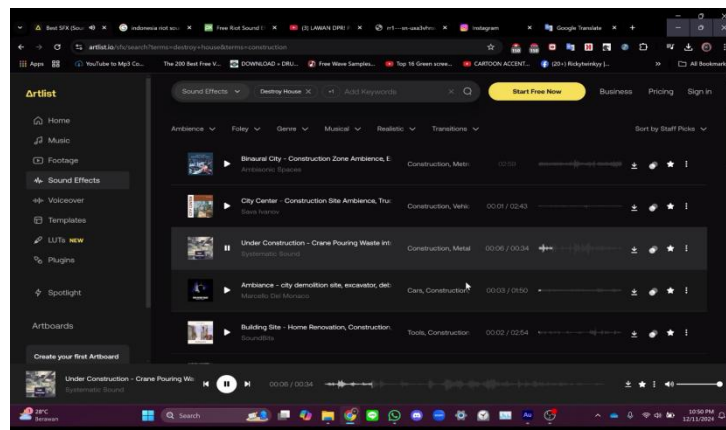 Best SFX (Sou
indonesia riot sou
Free Riot Sound E
(3) LAWAN DPR! P
Instagram
Google Translate
artlist.io/sfx/search?terms=destroy+house&terms=construction
Apps
YouTube to Mp3 Co...
The 200 Best Free V...
DOWNLOAD > DRU...
Free Wave Samples...
Top 16 Green scree...
CARTOON ACCENT...
(20+) Rickytwinkyy |...
All Bookmark
Artlist
Sound Effects
Destroy House X
+1
Add Keywords
Start Free Now
Business
Pricing
Sign in
Home
Music
Footage
Sound Effects
Voiceover
Templates
LUTs NEW
Plugins
Spotlight
Artboards
Create your first Artboard
Ambience
Foley
Genre
Musical
Realistic
Transitions
Sort by Staff Picks
Binaural City - Construction Zone Ambience, E
Ambisonic Spaces
Construction, Metr
00:59
City Center - Construction Site Ambience, Truc
Sava Ivanov
Construction, Vehic
00:01 / 02:43
Under Construction - Crane Pouring Waste int
Systematic Sound
Construction, Metal
00:06 / 00:34
Ambiance - city demolition site, excavator, deb
Marcello Del Monaco
Cars, Construction
00:03 / 01:50
Building Site - Home Renovation, Construction
SoundBits
Tools, Construction
00:02 / 02:54
Under Construction - Crane Pouring Wa
Systematic Sound
00:06 / 00:34
28°C
Berawan
Search
10:50 PM
12/11/2024